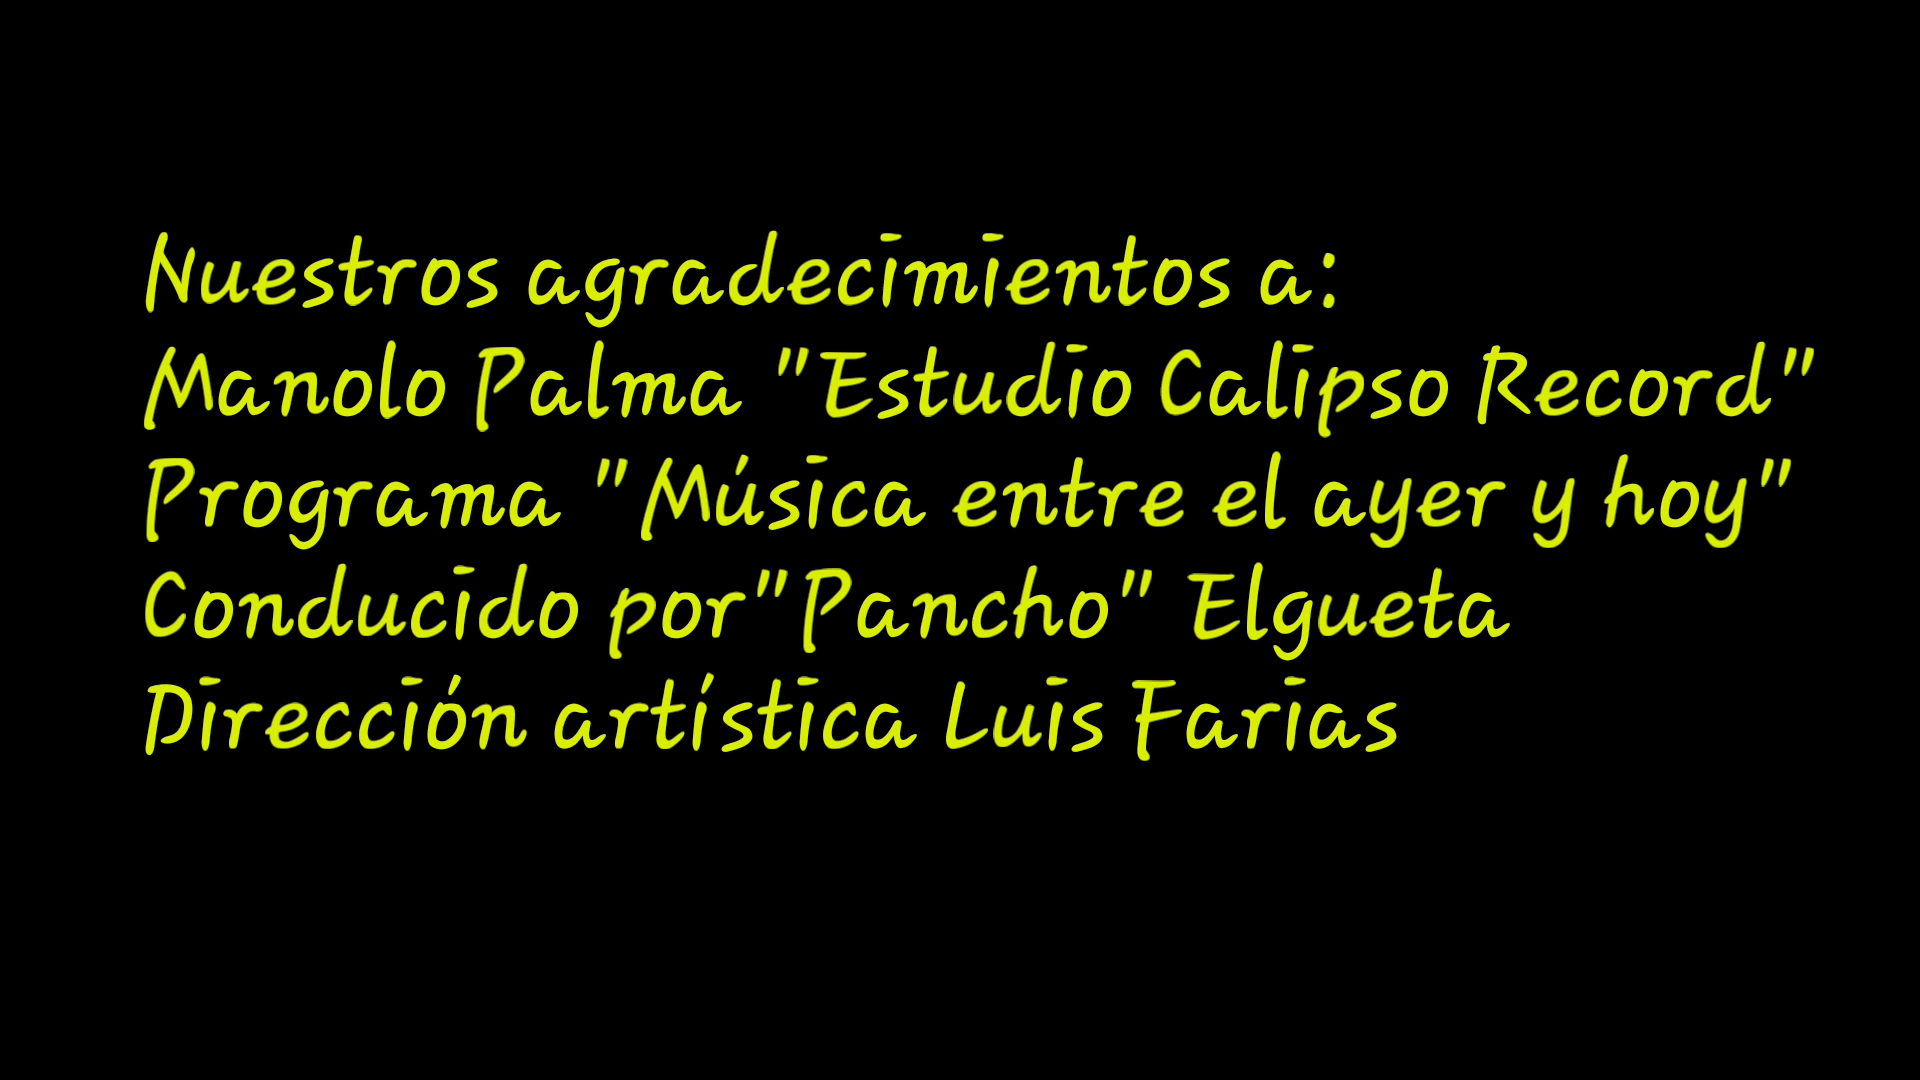 Nuestros agradecimientos a:
Manolo Palma "Estudio Calipso Record"
Programa "Música entre el ayer y hoy"
Conducido por"Pancho" Elgueta
Dirección artística Luis Farias